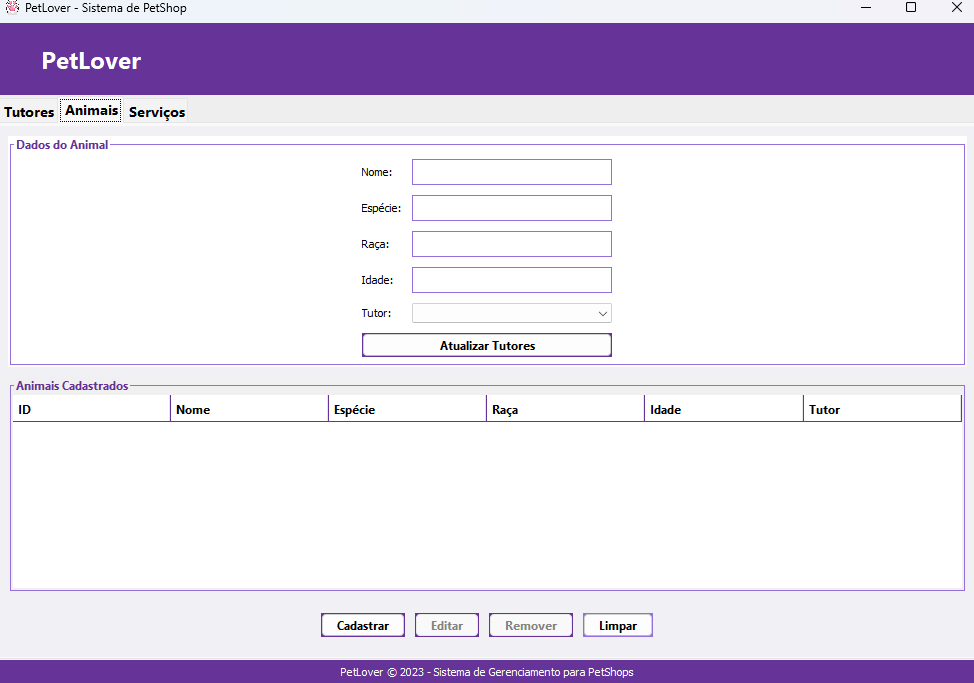 PetLover - Sistema de PetShop
PetLover
Tutores Animais Serviços
Dados do Animal
Nome:
Espécie:
Raça:
Idade:
Tutor:
Atualizar Tutores
Animais Cadastrados
ID Nome Espécie Raça Idade Tutor
Cadastrar Editar Remover Limpar
PetLover © 2023 - Sistema de Gerenciamento para PetShops